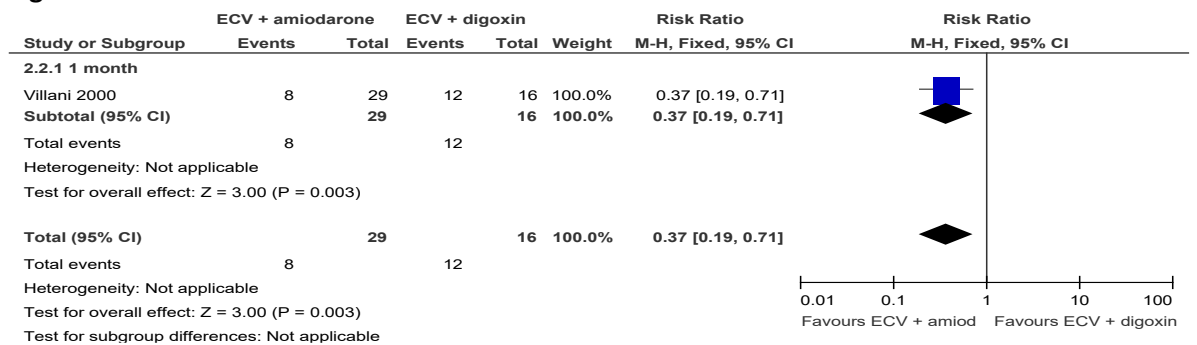 ECV + amiodarone ECV + digoxin Risk Ratio Risk Ratio
Study or Subgroup Events Total Events Total Weight M-H, Fixed, 95% CI M-H, Fixed, 95% CI
2.2.1 1 month
Villani 2000 8 29 12 16 100.0% 0.37 [0.19, 0.71]
Subtotal (95% CI) 29 16 100.0% 0.37 [0.19, 0.71]
Total events 8 12
Heterogeneity: Not applicable
Test for overall effect: Z = 3.00 (P = 0.003)
Total (95% CI) 29 16 100.0% 0.37 [0.19, 0.71]
Total events 8 12
Heterogeneity: Not applicable
Test for overall effect: Z = 3.00 (P = 0.003)
Test for subgroup differences: Not applicable
0.01 0.1 1 10 100
Favours ECV + amiod Favours ECV + digoxin